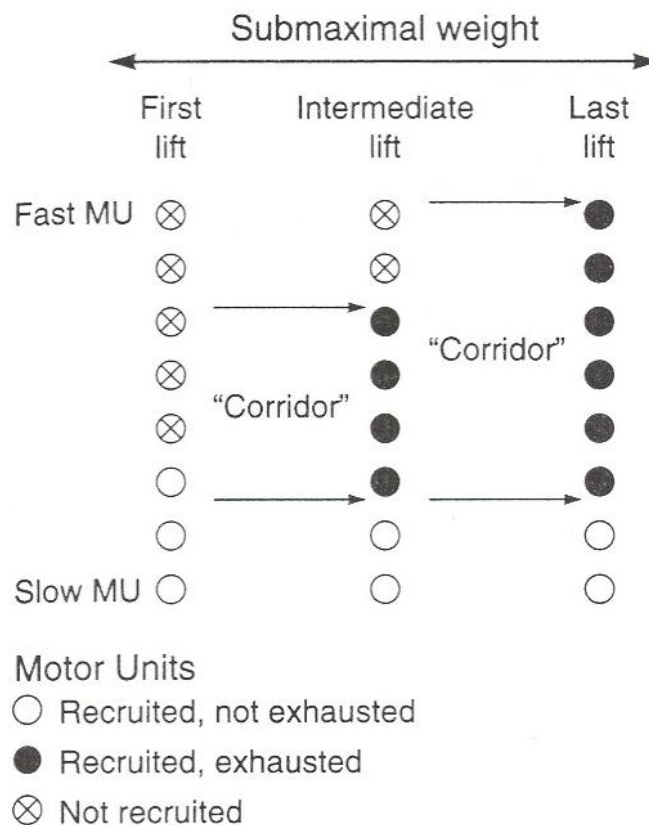 Submaximal weight
First lift
Intermediate lift
Last lift
Fast MU
"Corridor"
"Corridor"
Slow MU
Motor Units
Recruited, not exhausted
Recruited, exhausted
Not recruited